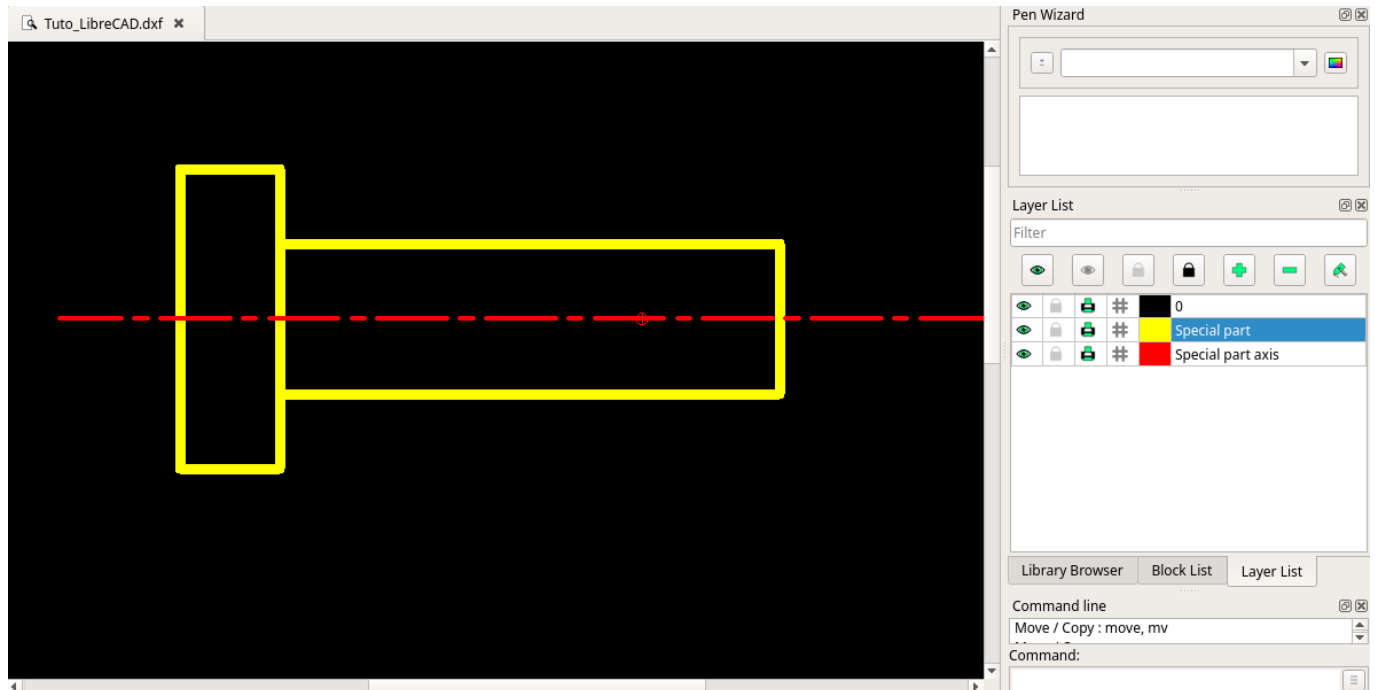 Tuto_LibreCAD.dxf
Pen Wizard
Layer List
Filter
0
Special part
Special part axis
Library Browser Block List Layer List
Command line
Move / Copy : move, mv
Command: